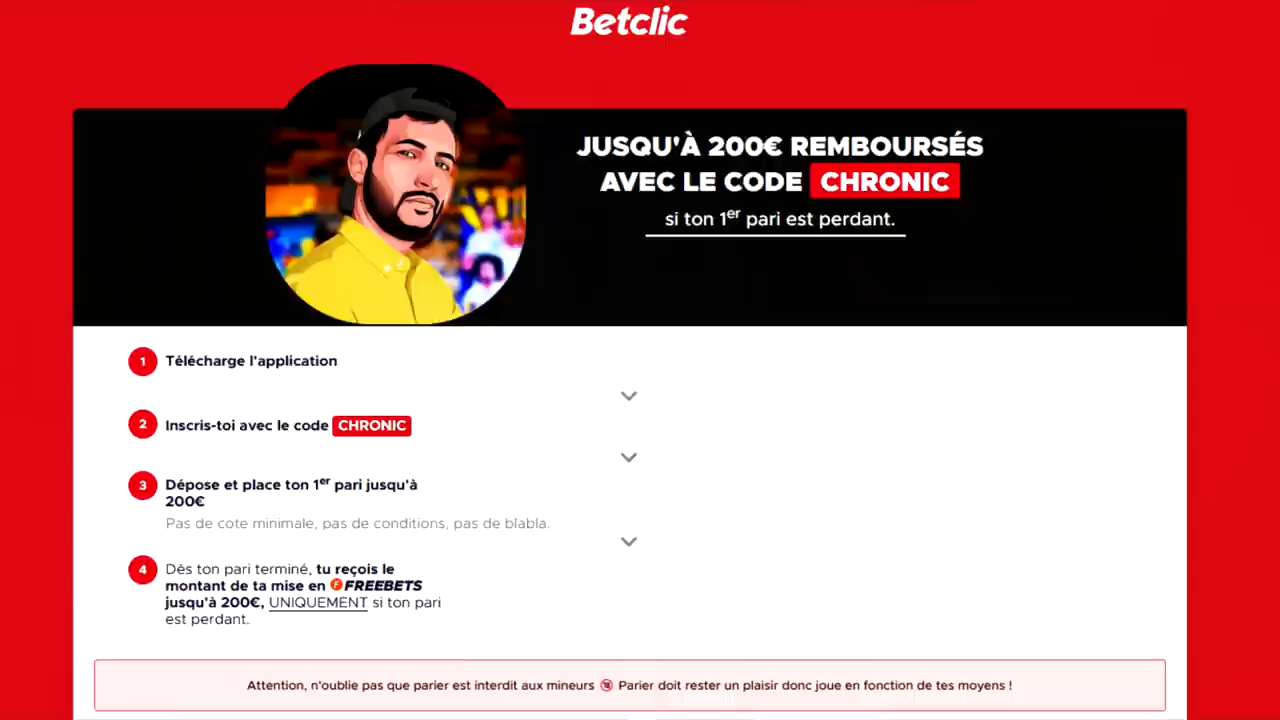 Betclic
JUSQU'À 200€ REMBOURSÉS
AVEC LE CODE CHRONIC
si ton 1er pari est perdant.
1 Télécharge l'application
2 Inscris-toi avec le code CHRONIC
3 Dépose et place ton 1er pari jusqu'à
200€
Pas de cote minimale, pas de conditions, pas de blabla.
4 Dès ton pari terminé, tu reçois le
montant de ta mise en F FREEBETS
jusqu'à 200€, UNIQUEMENT si ton pari
est perdant.
Attention, n'oublie pas que parier est interdit aux mineurs 🔞 Parier doit rester un plaisir donc joue en fonction de tes moyens !